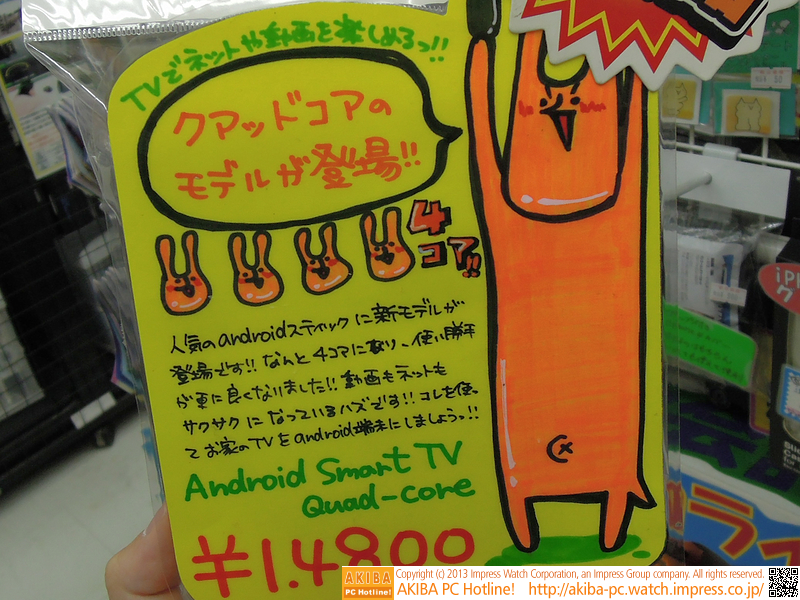 TVでネットや動画を楽しめるっ!!
クアッドコアの
モデルが登場!!
4
コア!!
人気のandroidスティックに新モデルが
登場です!! なんと4コアになり、使い勝手
が更に良くなりました!! 動画もネットも
サクサクになっているハズです!! コレを使っ
てお家のTVをandroid端末にしましょうっ!!
Android Smart TV
Quad-core
¥1.4800
iP
ク
AKIBA
PC Hotline!
Copyright (c) 2013 Impress Watch Corporation, an Impress Group company. All rights reserved.
AKIBA PC Hotline! http://akiba-pc.watch.impress.co.jp/